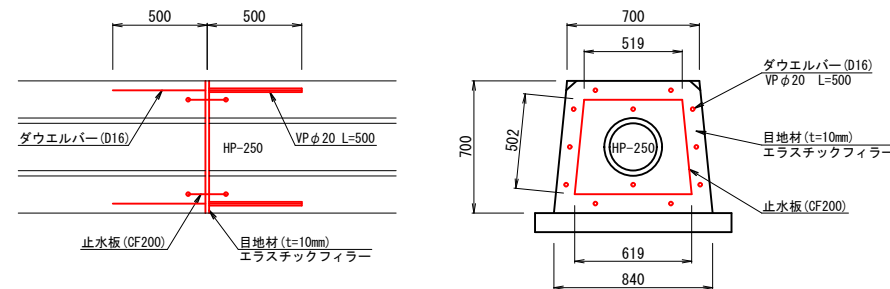 500
500
ダウエルバー(D16)
HP-250
VPφ20 L=500
止水板(CF200)
目地材(t=10mm)
エラスチックフィラー
700
519
ダウエルバー(D16)
VPφ20 L=500
700
502
HP-250
目地材(t=10mm)
エラスチックフィラー
止水板(CF200)
619
840